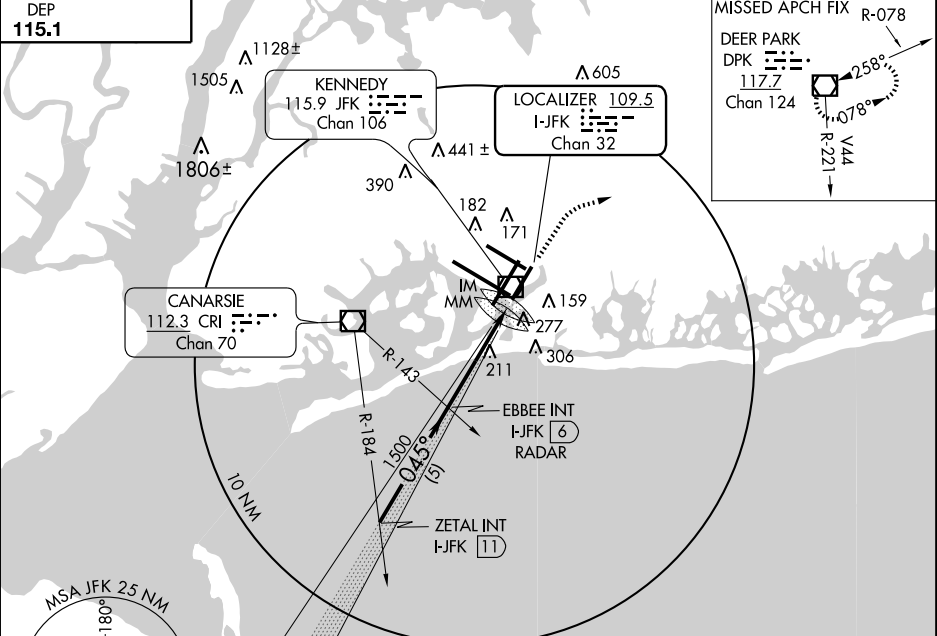 DEP
115.1
MISSED APCH FIX
R-078
DEER PARK
DPK
117.7
Chan 124
258°
078°
V44
R-221
1128±
1505
1806±
KENNEDY
115.9 JFK
Chan 106
605
LOCALIZER 109.5
I-JFK
Chan 32
441 ±
390
182
171
IM
MM
159
277
306
211
CANARSIE
112.3 CRI
Chan 70
R-143
R-184
EBBEE INT
I-JFK 6
RADAR
1500
045°
(5)
10 NM
ZETAL INT
I-JFK 11
MSA JFK 25 NM
180°